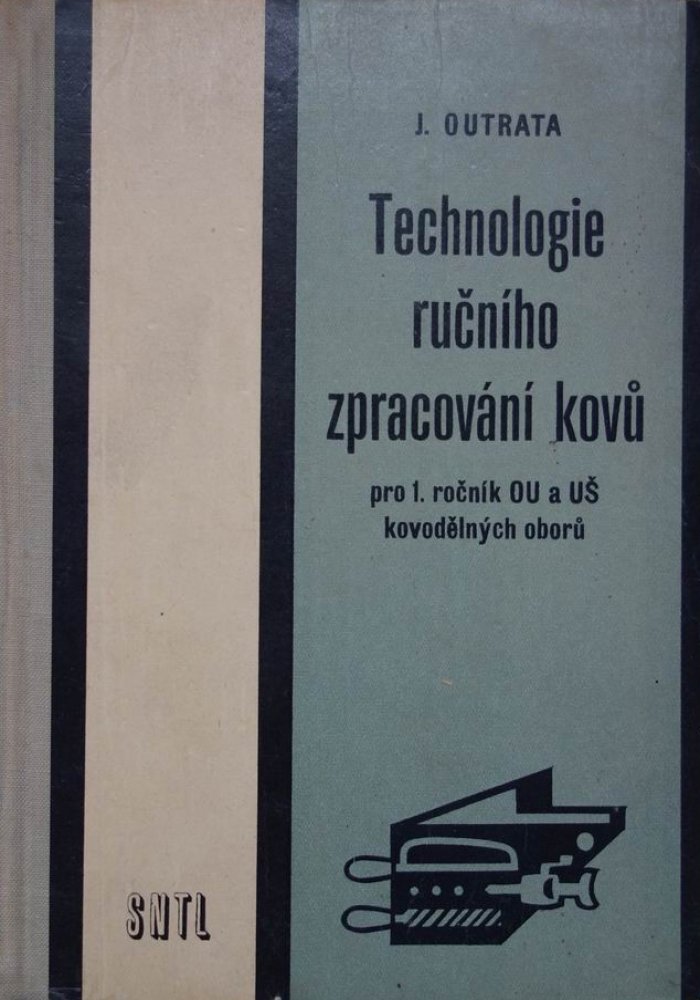 J. OUTRATA
Technologie
ručního
zpracování kovů
pro 1. ročník OU a UŠ
kovodělných oborů
SNTL